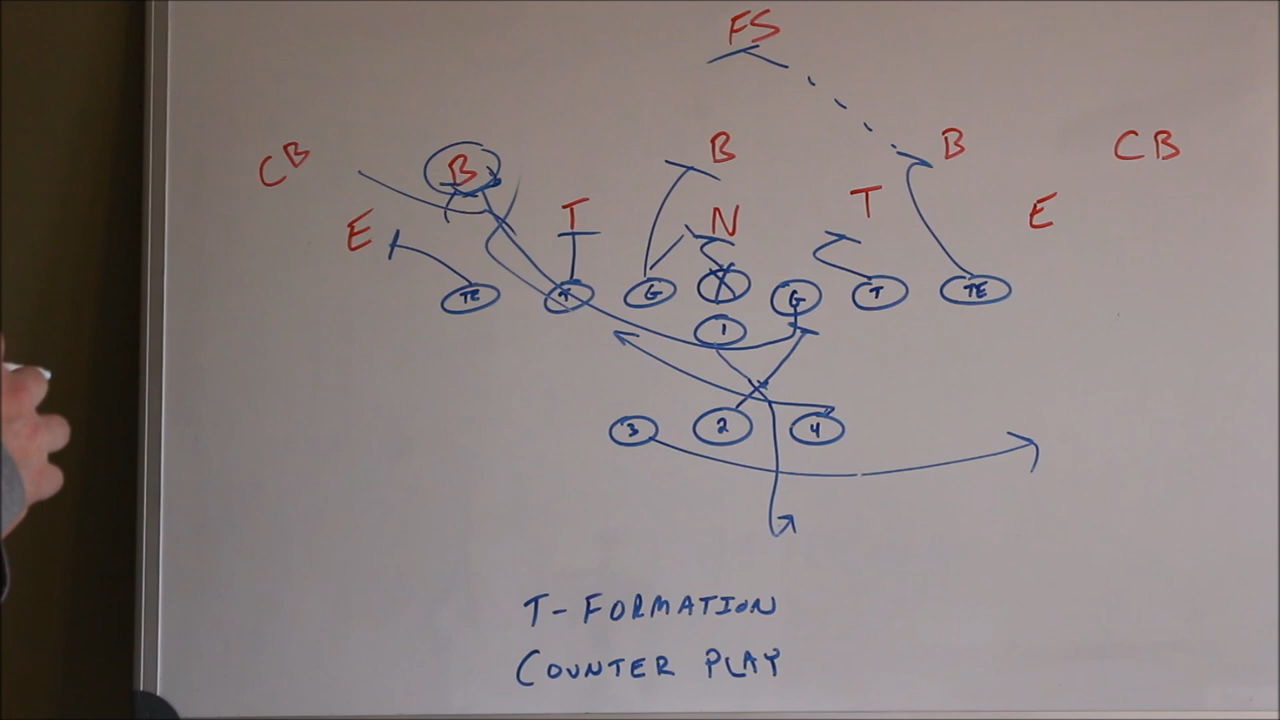 FS
CB B B B CB
E T N T E
TE T G X G T TE
1
3 2 4
T-FORMATION
COUNTER PLAY